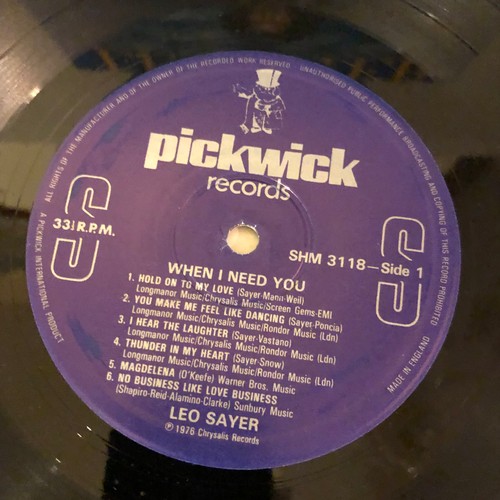 ALL RIGHTS OF THE MANUFACTURER AND OF THE OWNER OF THE RECORDED WORK RESERVED
UNAUTHORISED PUBLIC PERFORMANCE BROADCASTING AND COPYING OF THIS RECORD PROHIBITED
pickwick
records
33⅓ R.P.M.
SHM 3118–Side 1
WHEN I NEED YOU
1. HOLD ON TO MY LOVE (Sayer-Mann-Weil)
Longmanor Music/Chrysalis Music/Screen Gems-EMI
2. YOU MAKE ME FEEL LIKE DANCING (Sayer-Poncia)
Longmanor Music/Chrysalis Music/Rondor Music (Ldn)
3. I HEAR THE LAUGHTER (Sayer-Vastano)
Longmanor Music/Chrysalis Music/Rondor Music (Ldn)
4. THUNDER IN MY HEART (Sayer-Snow)
Longmanor Music/Chrysalis Music/Rondor Music (Ldn)
5. MAGDELENA (O'Keefe) Warner Bros. Music
6. NO BUSINESS LIKE LOVE BUSINESS
(Shapiro-Reid-Alamino-Clarke) Sunbury Music
LEO SAYER
℗ 1976 Chrysalis Records
A PICKWICK INTERNATIONAL PRODUCT
MADE IN ENGLAND